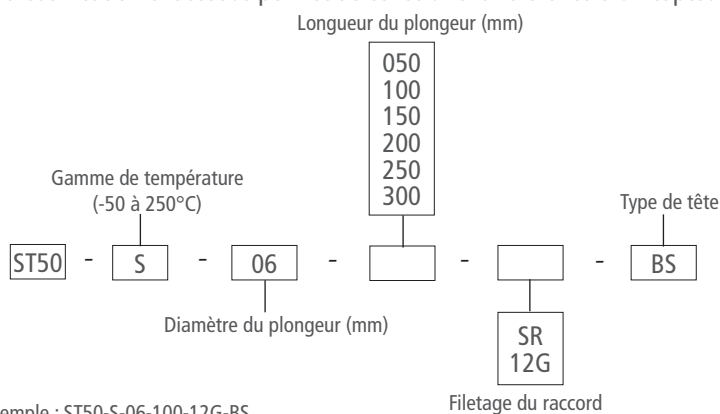 Longueur du plongeur (mm)
050
100
150
200
250
300
Gamme de température
(-50 à 250°C)
Type de tête
ST50 - S - 06 - - - BS
Diamètre du plongeur (mm)
SR
12G
Filetage du raccord
emple : ST50-S-06-100-12G-BS